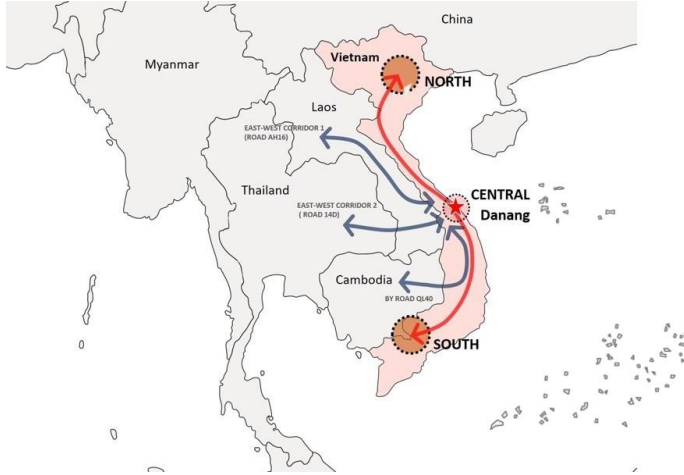 China
Vietnam
Myanmar
NORTH
Laos
EAST-WEST CORRIDOR 1
(ROAD AH16)
Thailand
CENTRAL
Danang
EAST-WEST CORRIDOR 2
( ROAD 14D)
Cambodia
BY ROAD QL40
SOUTH